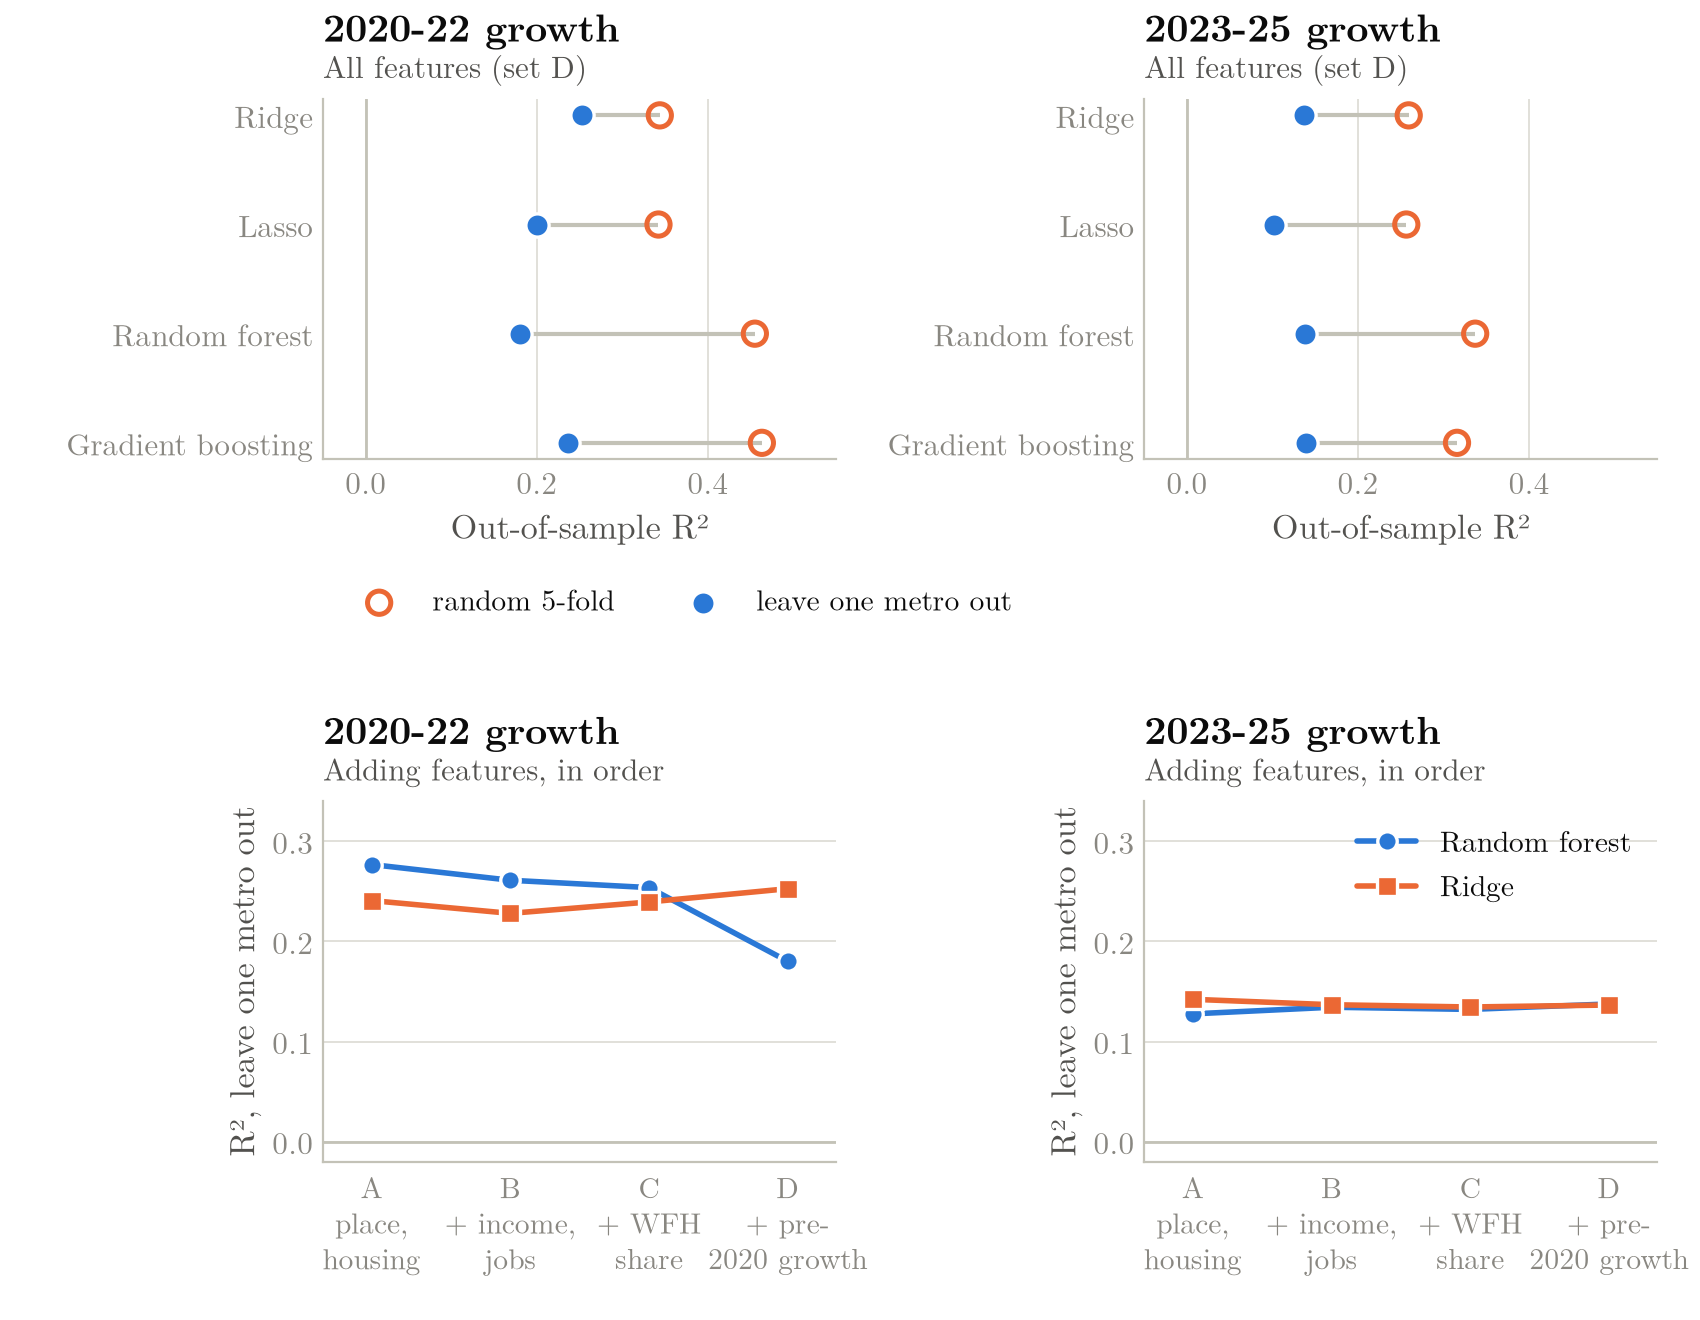 2020-22 growth
All features (set D)
Ridge
Lasso
Random forest
Gradient boosting
0.0 0.2 0.4
Out-of-sample R²
2023-25 growth
All features (set D)
Ridge
Lasso
Random forest
Gradient boosting
0.0 0.2 0.4
Out-of-sample R²
random 5-fold leave one metro out
2020-22 growth
Adding features, in order
R², leave one metro out
0.3
0.2
0.1
0.0
A B C D
place, + income, + WFH + pre-
housing jobs share 2020 growth
2023-25 growth
Adding features, in order
R², leave one metro out
0.3
0.2
0.1
0.0
Random forest
Ridge
A B C D
place, + income, + WFH + pre-
housing jobs share 2020 growth